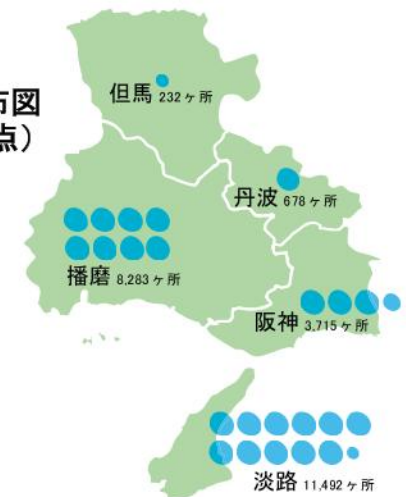 布図
点）
但馬 232ヶ所
丹波 678ヶ所
播磨 8,283ヶ所
阪神 3,715ヶ所
淡路 11,492ヶ所